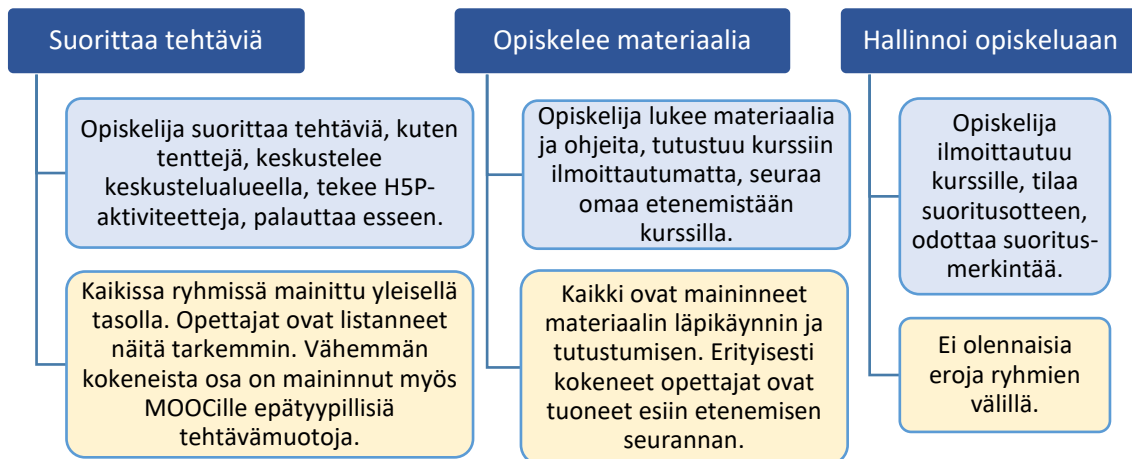 Suorittaa tehtäviä
Opiskelija suorittaa tehtäviä, kuten
tenttejä, keskustelee
keskustelualueella, tekee H5P-
aktiviteetteja, palauttaa esseen.
Kaikissa ryhmissä mainittu yleisellä
tasolla. Opettajat ovat listanneet
näitä tarkemmin. Vähemmän
kokeneista osa on maininnut myös
MOOCille epätyypillisiä
tehtävämuotoja.
Opiskelee materiaalia
Opiskelija lukee materiaalia
ja ohjeita, tutustuu kurssiin
ilmoittautumatta, seuraa
omaa etenemistään
kurssilla.
Kaikki ovat maininneet
materiaalin läpikäynnin ja
tutustumisen. Erityisesti
kokeneet opettajat ovat
tuoneet esiin etenemisen
seurannan.
Hallinnoi opiskeluaan
Opiskelija
ilmoittautuu
kurssille, tilaa
suoritusotteen,
odottaa suoritus-
merkintää.
Ei olennaisia
eroja ryhmien
välillä.